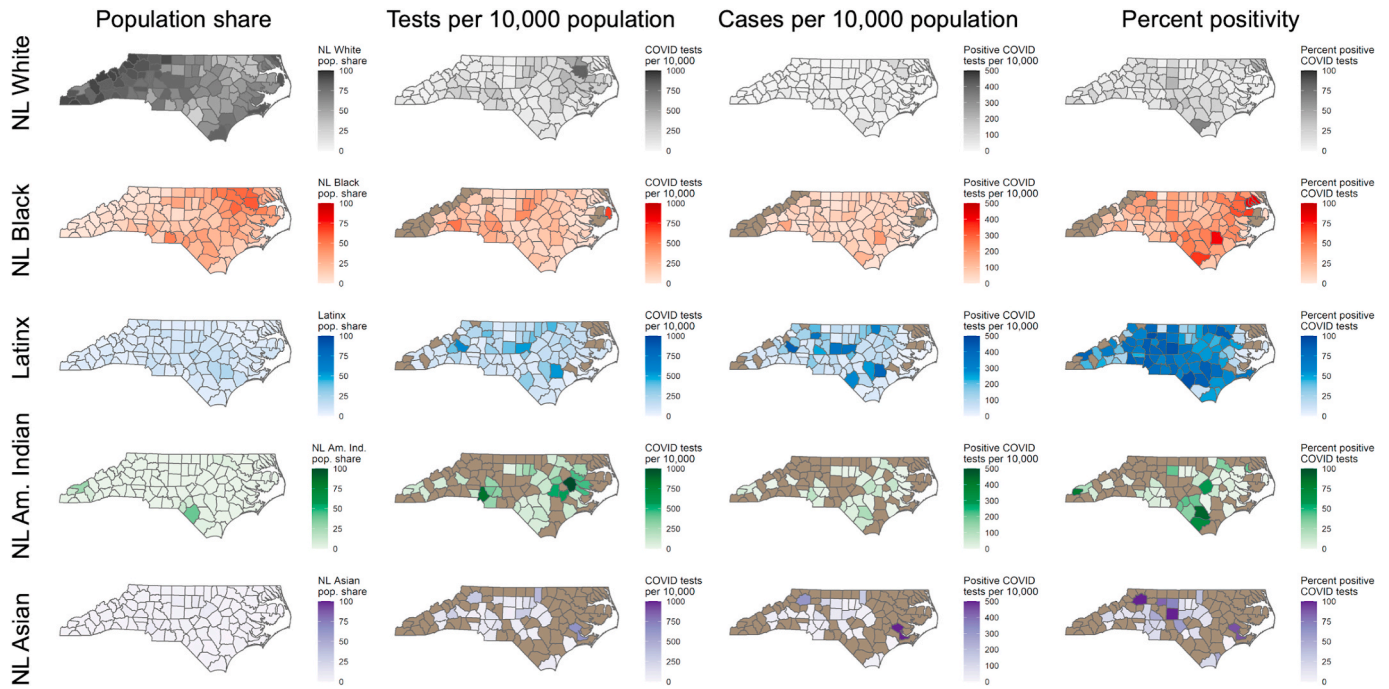 Population share
Tests per 10,000 population
Cases per 10,000 population
Percent positivity
NL White
NL White
pop. share
100
75
50
25
0
COVID tests
per 10,000
1000
750
500
250
0
Positive COVID
tests per 10,000
500
400
300
200
100
0
Percent positive
COVID tests
100
75
50
25
0
NL Black
NL Black
pop. share
100
75
50
25
0
COVID tests
per 10,000
1000
750
500
250
0
Positive COVID
tests per 10,000
500
400
300
200
100
0
Percent positive
COVID tests
100
75
50
25
0
Latinx
Latinx
pop. share
100
75
50
25
0
COVID tests
per 10,000
1000
750
500
250
0
Positive COVID
tests per 10,000
500
400
300
200
100
0
Percent positive
COVID tests
100
75
50
25
0
NL Am. Indian
NL Am. Ind.
pop. share
100
75
50
25
0
COVID tests
per 10,000
1000
750
500
250
0
Positive COVID
tests per 10,000
500
400
300
200
100
0
Percent positive
COVID tests
100
75
50
25
0
NL Asian
NL Asian
pop. share
100
75
50
25
0
COVID tests
per 10,000
1000
750
500
250
0
Positive COVID
tests per 10,000
500
400
300
200
100
0
Percent positive
COVID tests
100
75
50
25
0